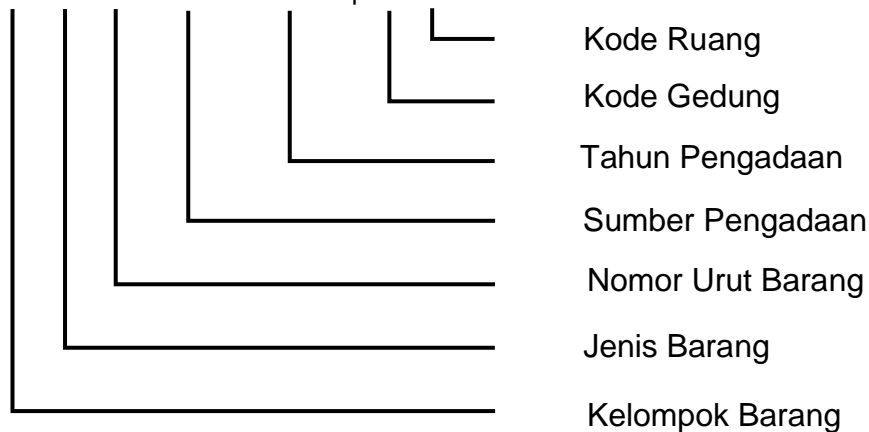 Kode Ruang
Kode Gedung
Tahun Pengadaan
Sumber Pengadaan
Nomor Urut Barang
Jenis Barang
Kelompok Barang